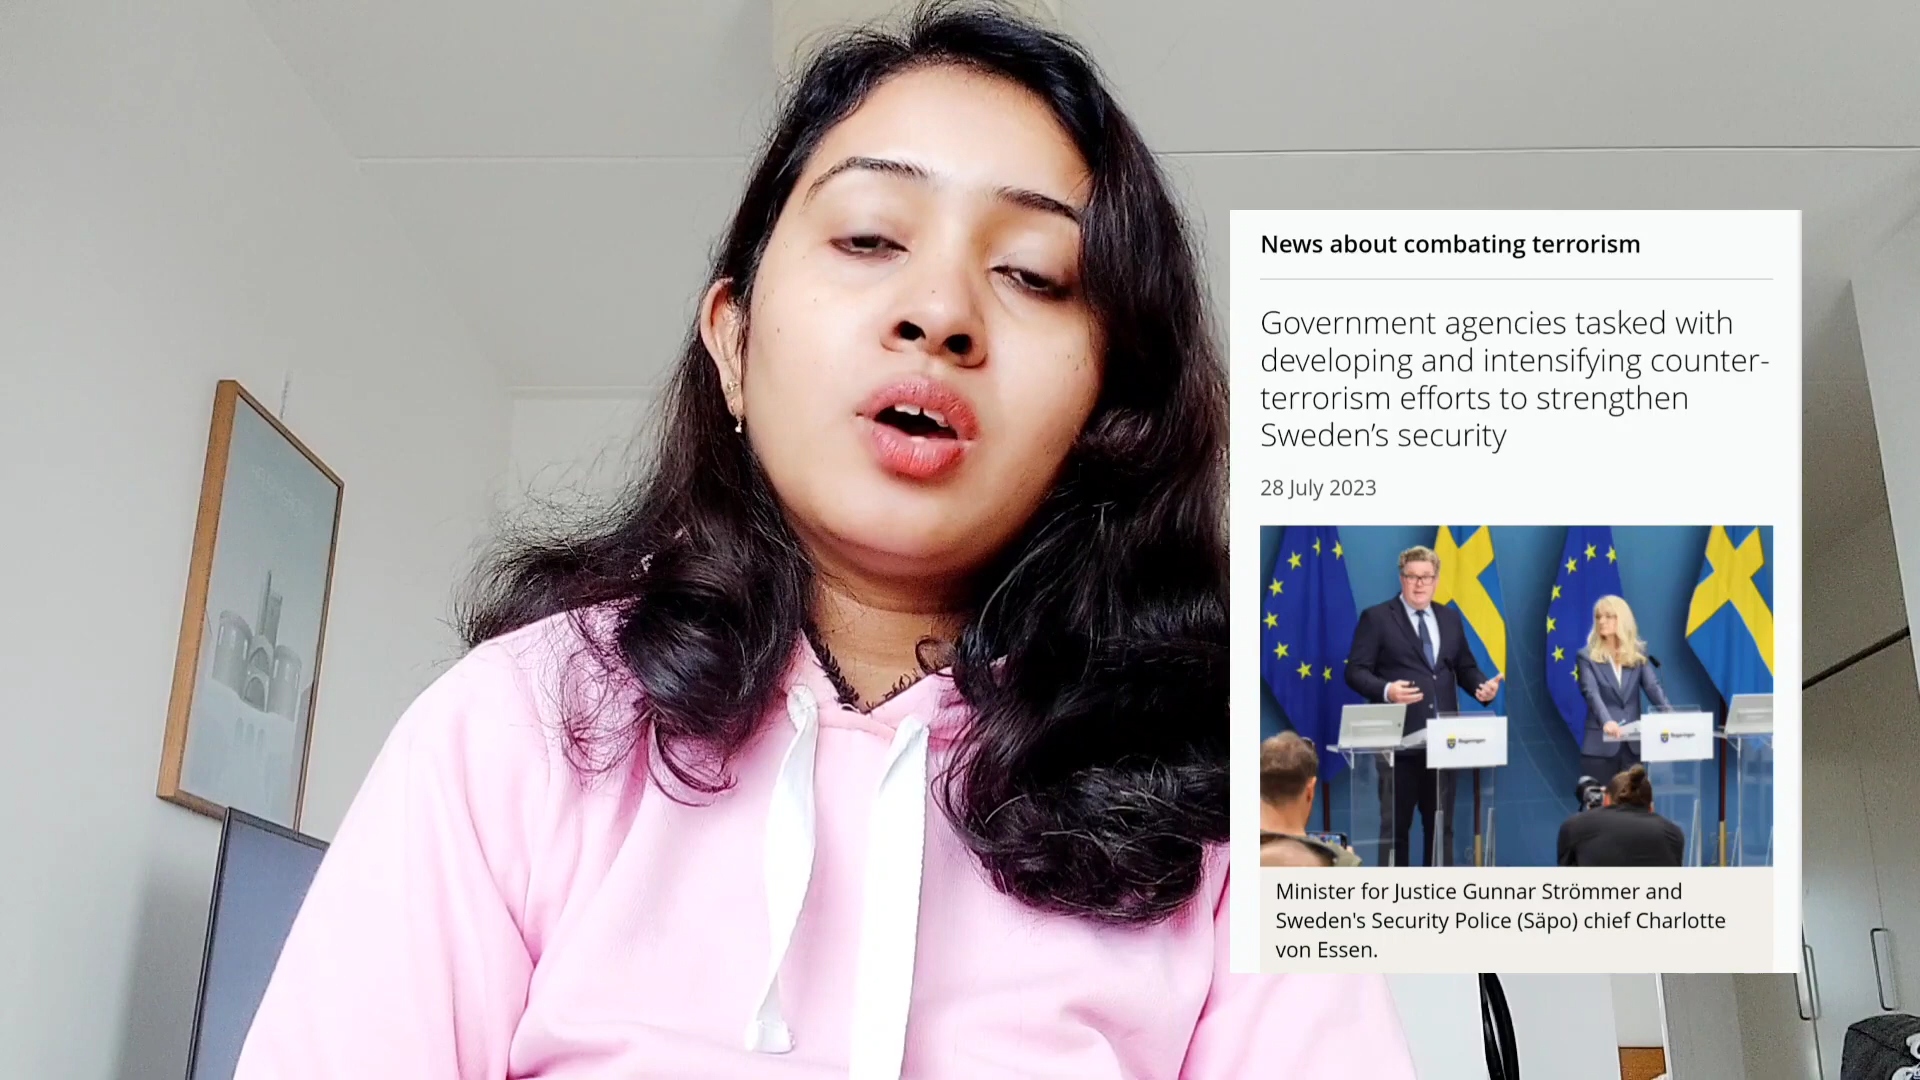 News about combating terrorism
Government agencies tasked with
developing and intensifying counter-
terrorism efforts to strengthen
Sweden's security
28 July 2023
Minister for Justice Gunnar Strömmer and
Sweden's Security Police (Säpo) chief Charlotte
von Essen.